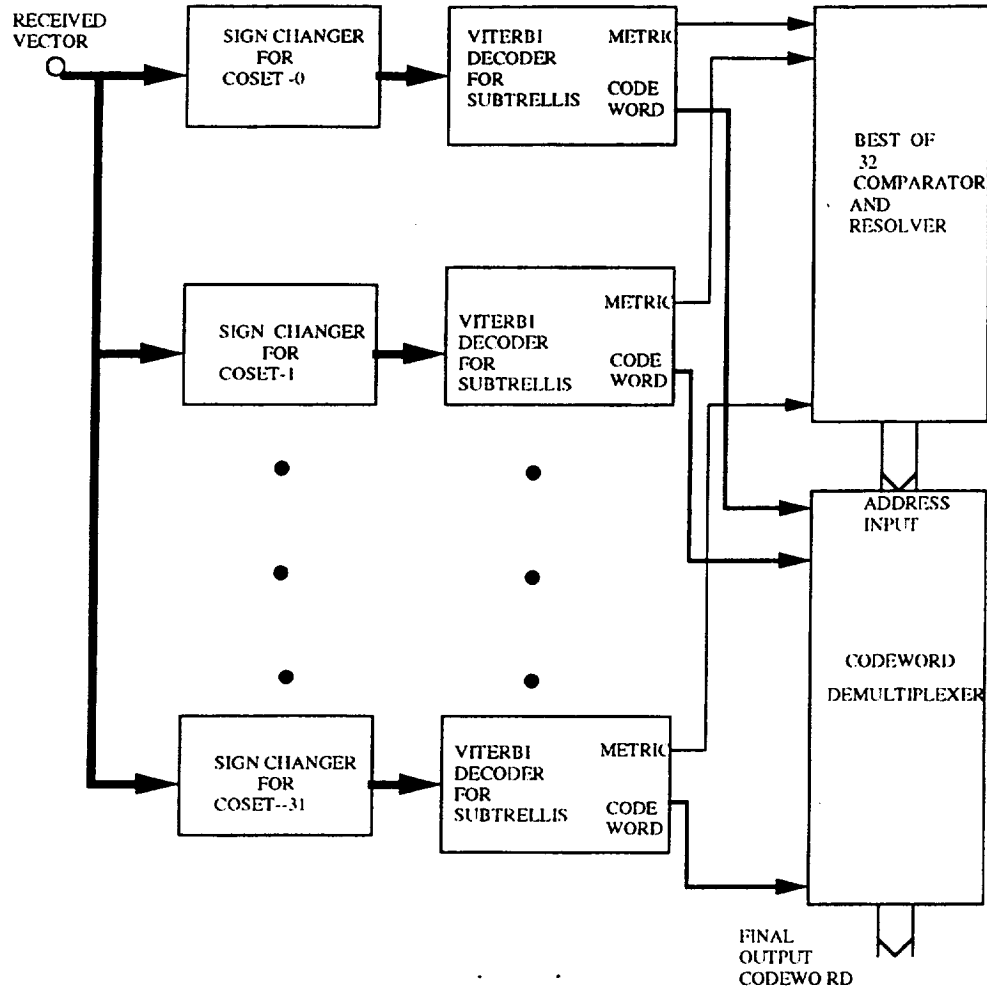 RECEIVED
VECTOR
SIGN CHANGER
FOR
COSET -0
VITERBI
DECODER
FOR
SUBTRELLIS
METRIC
CODE
WORD
BEST OF
32
COMPARATOR
AND
RESOLVER
SIGN CHANGER
FOR
COSET-1
VITERBI
DECODER
FOR
SUBTRELLIS
METRIC
CODE
WORD
ADDRESS
INPUT
CODEWORD
DEMULTIPLEXER
SIGN CHANGER
FOR
COSET--31
VITERBI
DECODER
FOR
SUBTRELLIS
METRIC
CODE
WORD
FINAL
OUTPUT
CODEWO RD